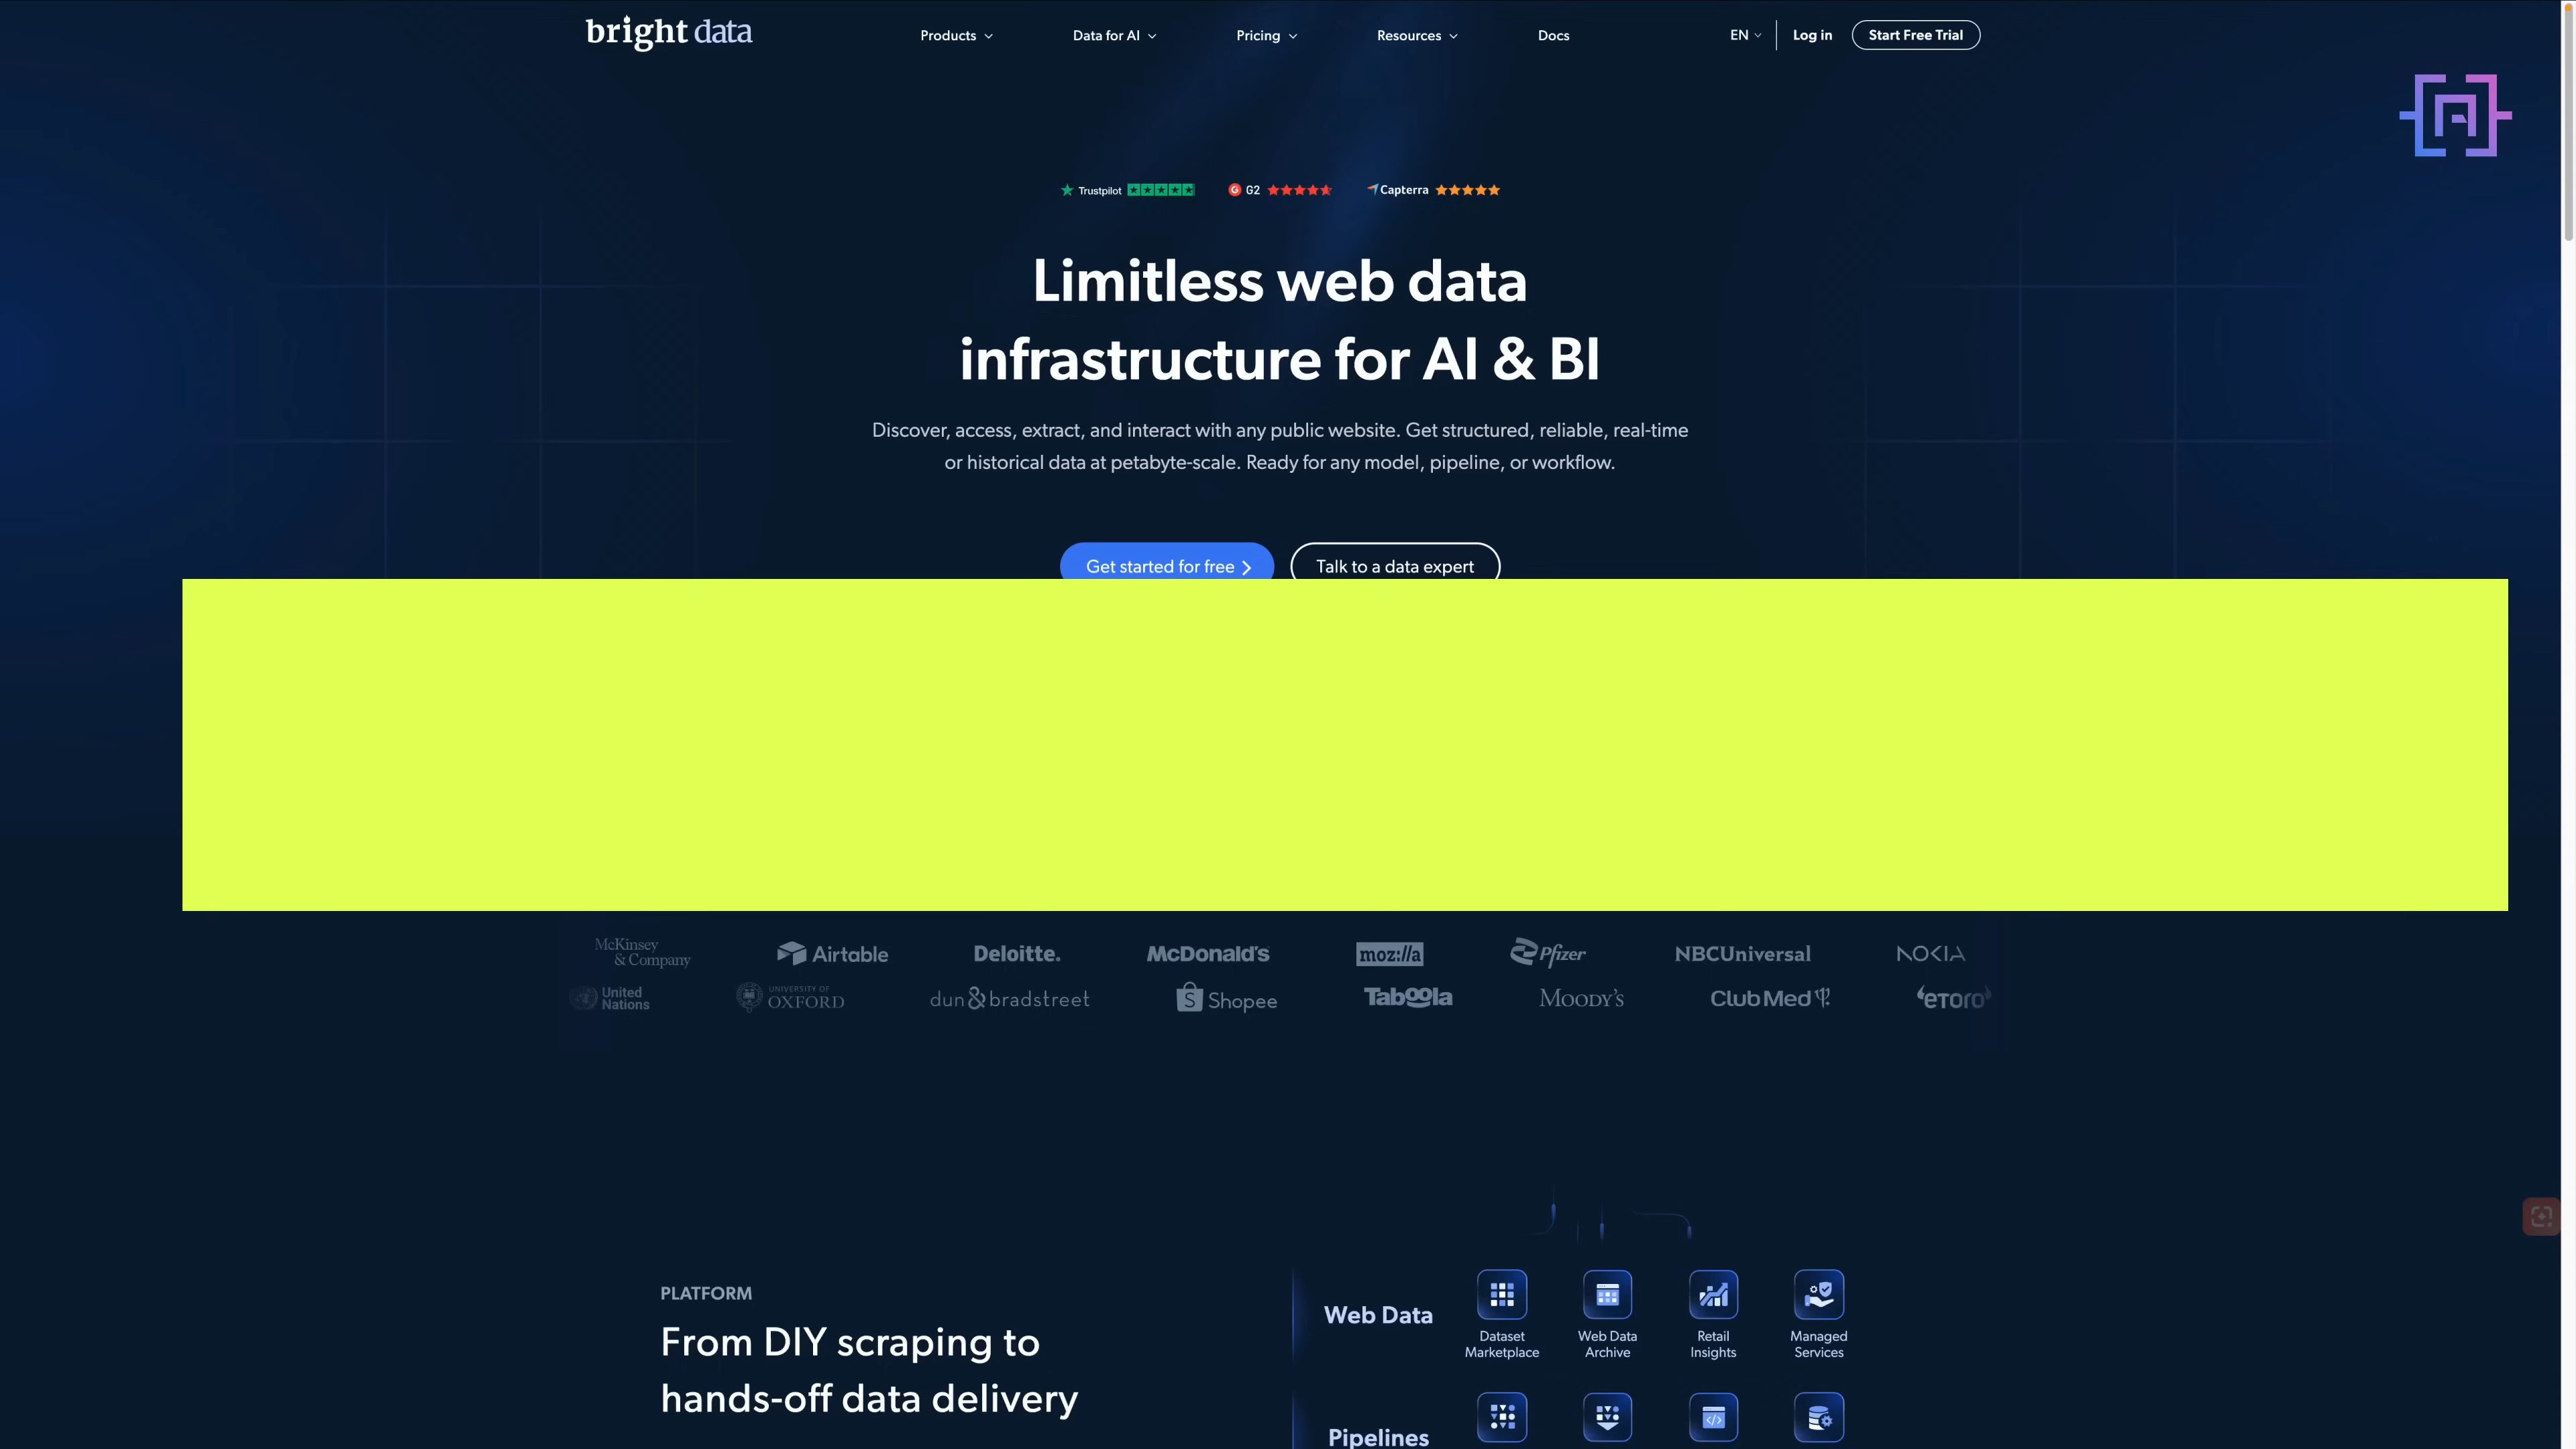 bright data
Products
Data for AI
Pricing
Resources
Docs
EN
Log in
Start Free Trial
Trustpilot
G2
Capterra
Limitless web data
infrastructure for AI & BI
Discover, access, extract, and interact with any public website. Get structured, reliable, real-time
or historical data at petabyte-scale. Ready for any model, pipeline, or workflow.
Get started for free
Talk to a data expert
McKinsey
& Company
Airtable
Deloitte.
McDonald's
moz://a
Pfizer
NBCUniversal
NOKIA
United
Nations
UNIVERSITY OF
OXFORD
dun & bradstreet
Shopee
Taboola
MOODY'S
Club Med
eToro
PLATFORM
From DIY scraping to
hands-off data delivery
Web Data
Dataset
Marketplace
Web Data
Archive
Retail
Insights
Managed
Services
Pipelines